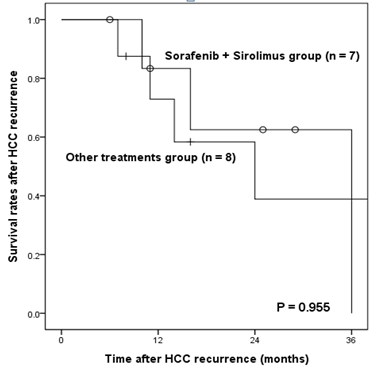 Survival rates after HCC recurrence
1.0
0.8
0.6
0.4
0.2
0.0
Sorafenib + Sirolimus group (n = 7)
Other treatments group (n = 8)
P = 0.955
0 12 24 36
Time after HCC recurrence (months)